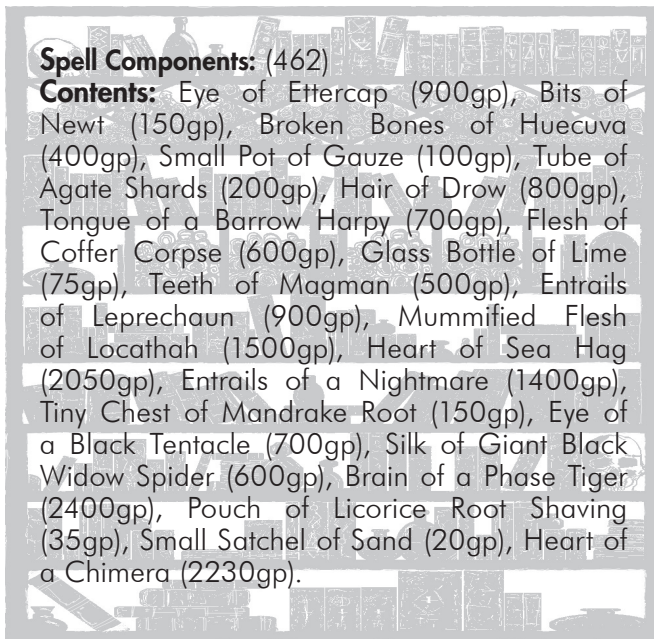 Spell Components: (462)
Contents: Eye of Ettercap (900gp), Bits of
Newt (150gp), Broken Bones of Huecuva
(400gp), Small Pot of Gauze (100gp), Tube of
Agate Shards (200gp), Hair of Drow (800gp),
Tongue of a Barrow Harpy (700gp), Flesh of
Coffer Corpse (600gp), Glass Bottle of Lime
(75gp), Teeth of Magman (500gp), Entrails
of Leprechaun (900gp), Mummified Flesh
of Locathah (1500gp), Heart of Sea Hag
(2050gp), Entrails of a Nightmare (1400gp),
Tiny Chest of Mandrake Root (150gp), Eye of
a Black Tentacle (700gp), Silk of Giant Black
Widow Spider (600gp), Brain of a Phase Tiger
(2400gp), Pouch of Licorice Root Shaving
(35gp), Small Satchel of Sand (20gp), Heart of
a Chimera (2230gp).